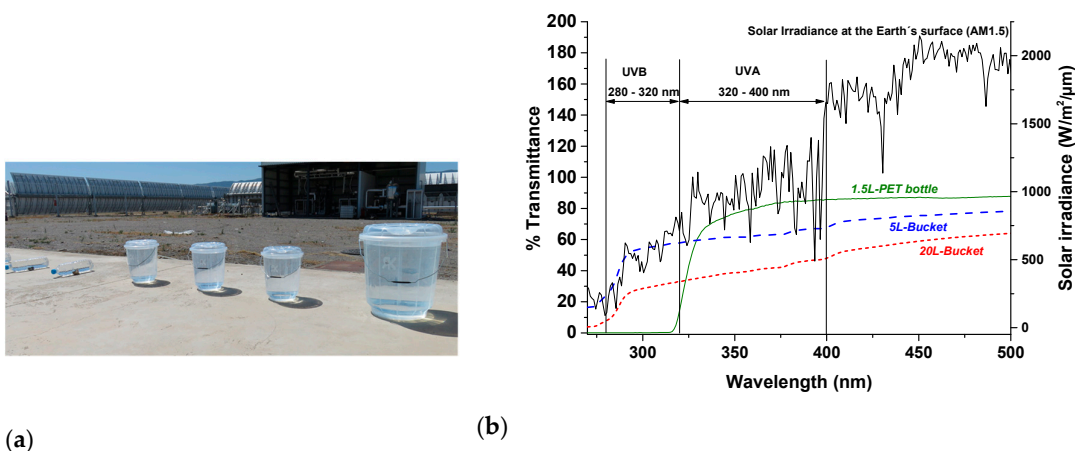 (b)
Solar Irradiance at the Earth´s surface (AM1.5)
UVB
280 - 320 nm
UVA
320 - 400 nm
1.5L-PET bottle
5L-Bucket
20L-Bucket
% Transmittance
200
180
160
140
120
100
80
60
40
20
0
Solar irradiance (W/m²/µm)
2000
1500
1000
500
0
300
350
400
450
500
Wavelength (nm)
(a)